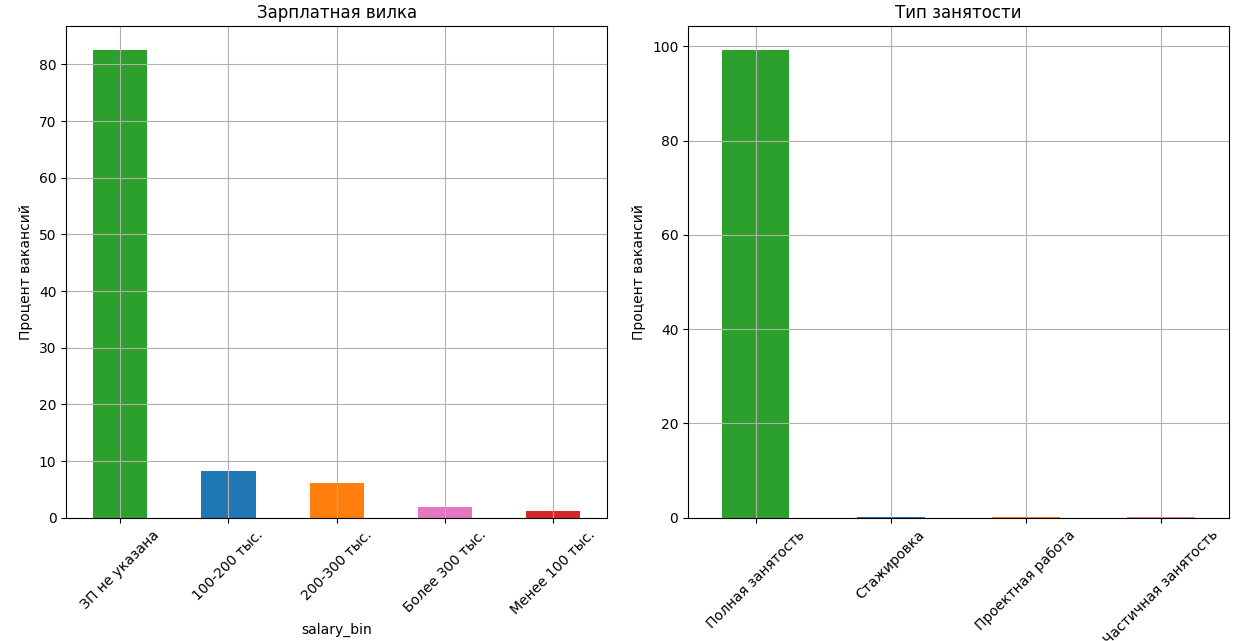 Зарплатная вилка
Процент вакансий
80
70
60
50
40
30
20
10
0
ЗП не указана
100-200 тыс.
200-300 тыс.
Более 300 тыс.
Менее 100 тыс.
salary_bin
Тип занятости
Процент вакансий
100
80
60
40
20
0
Полная занятость
Стажировка
Проектная работа
Частичная занятость